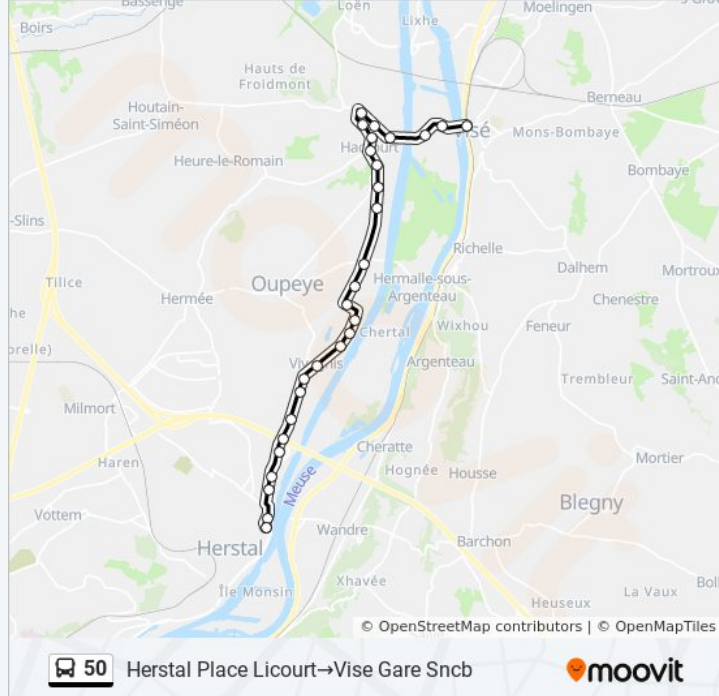 Bassenge
Loën
Moelingen
Lixhe
Boirs
Hauts de
Froidmont
Berneau
Houtain-
Saint-Siméon
Mons-Bombaye
Haccourt
Heure-le-Romain
Bombaye
-Slins
Richelle
Dalhem
Mortroux
Tilice
Oupeye
Hermalle-sous-
Argenteau
Hermée
Chenestre
he
Chertal
Wixhou
Feneur
orelle)
Argenteau
Trembleur
Saint-And
Milmort
Cheratte
Haren
Hognée
Housse
Mortier
Meuse
Blegny
Vottem
Wandre
Barchon
Herstal
Xhavée
Île Monsin
La Vaux
Boll
Heuseux
© OpenStreetMap contributors | © OpenMapTiles
50 Herstal Place Licourt→Vise Gare Sncb
moovit